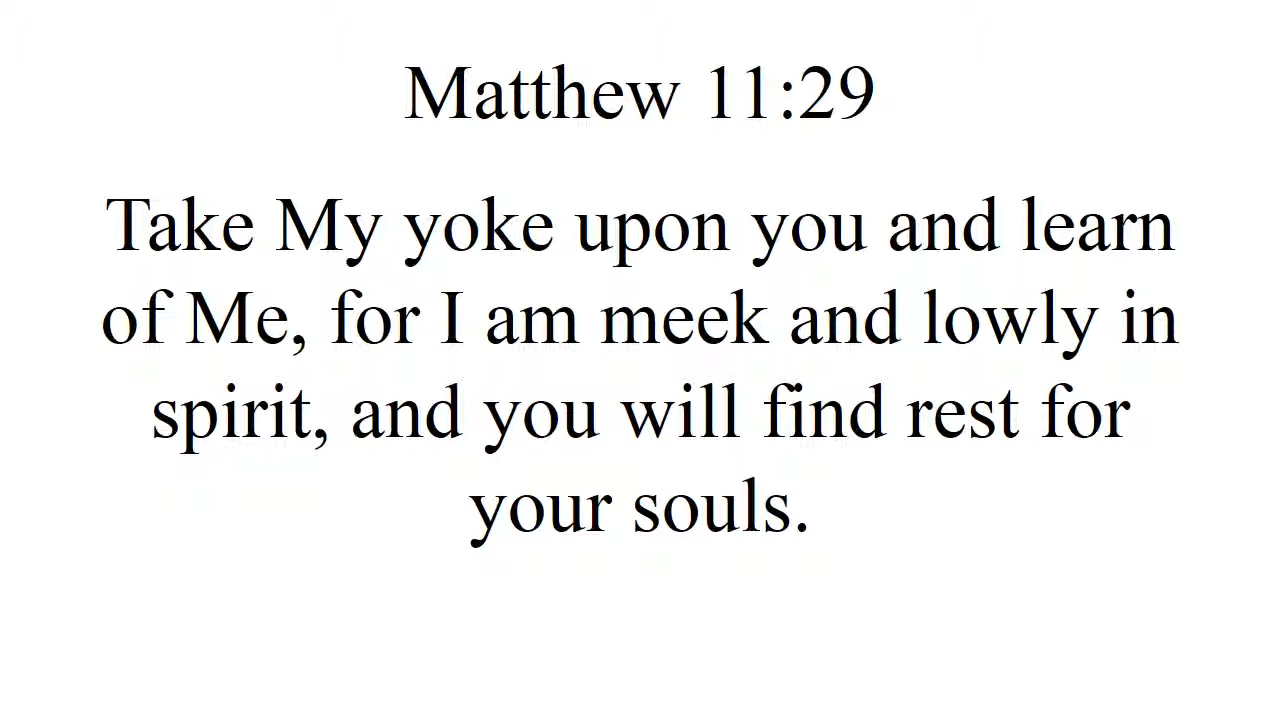 Matthew 11:29
Take My yoke upon you and learn
of Me, for I am meek and lowly in
spirit, and you will find rest for
your souls.